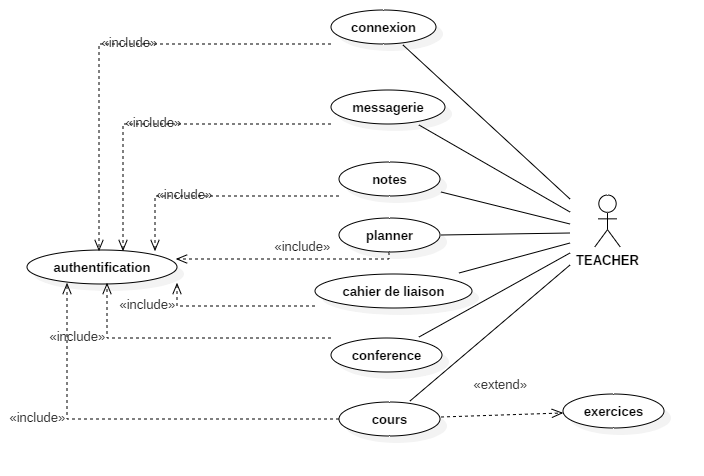 connexion
«include»
messagerie
«include»
notes
«include»
planner
«include»
TEACHER
authentification
cahier de liaison
«include»
«include»
conference
«extend»
exercices
«include»
cours